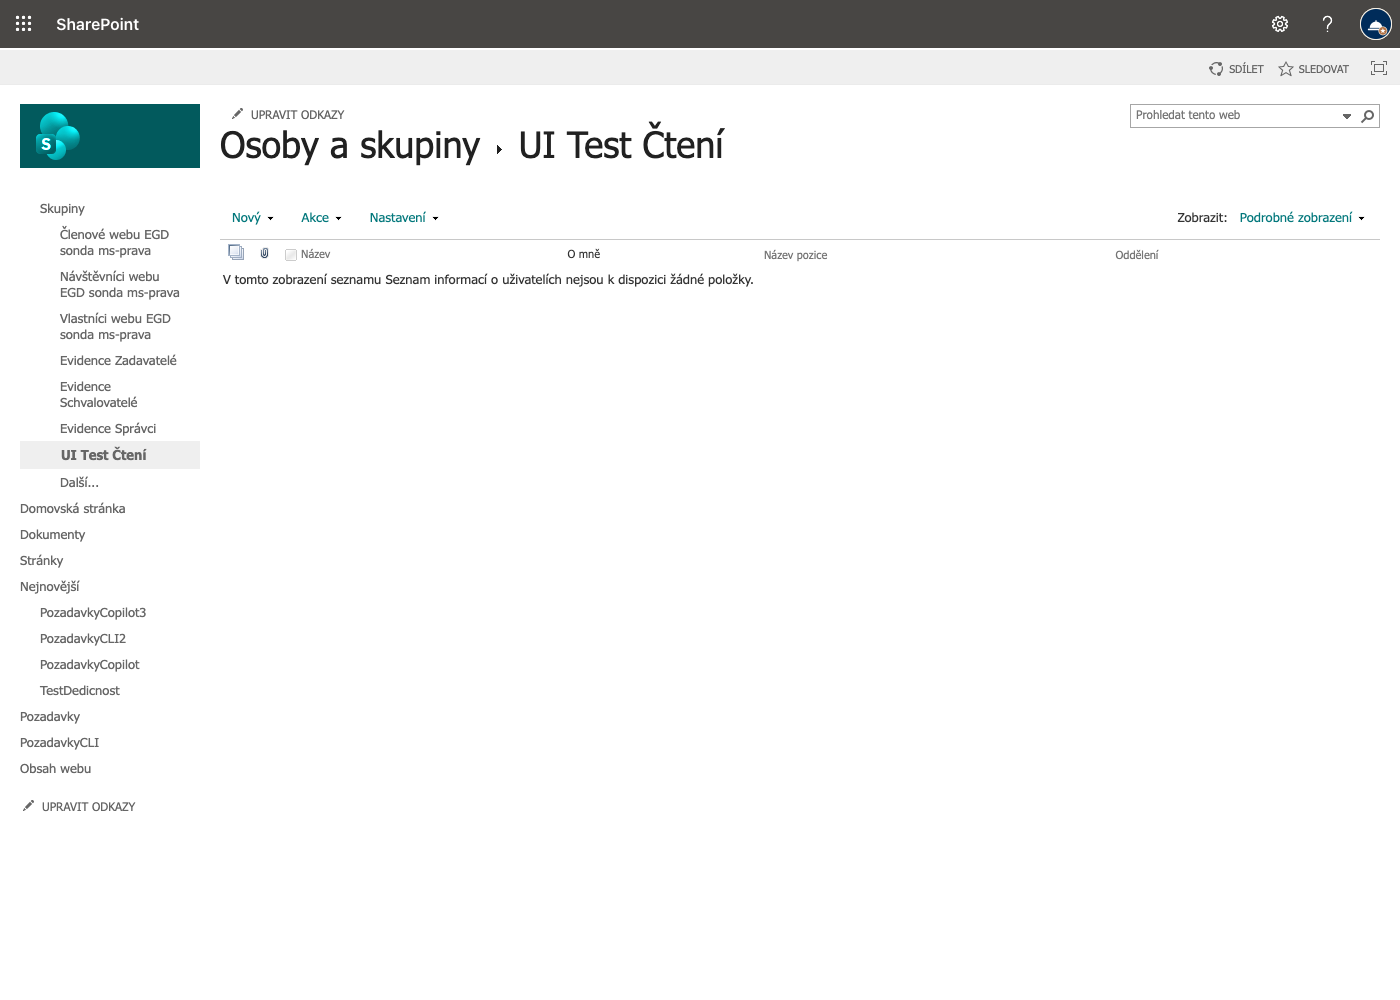 SharePoint
SDÍLET
SLEDOVAT
S
UPRAVIT ODKAZY
Osoby a skupiny ▸ UI Test Čtení
Prohledat tento web
Skupiny
Členové webu EGD
sonda ms-prava
Návštěvníci webu
EGD sonda ms-prava
Vlastníci webu EGD
sonda ms-prava
Evidence Zadavatelé
Evidence
Schvalovatelé
Evidence Správci
UI Test Čtení
Další...
Domovská stránka
Dokumenty
Stránky
Nejnovější
PozadavkyCopilot3
PozadavkyCLI2
PozadavkyCopilot
TestDedicnost
Pozadavky
PozadavkyCLI
Obsah webu
UPRAVIT ODKAZY
Nový Akce Nastavení Zobrazit: Podrobné zobrazení
Název O mně Název pozice Oddělení
V tomto zobrazení seznamu Seznam informací o uživatelích nejsou k dispozici žádné položky.